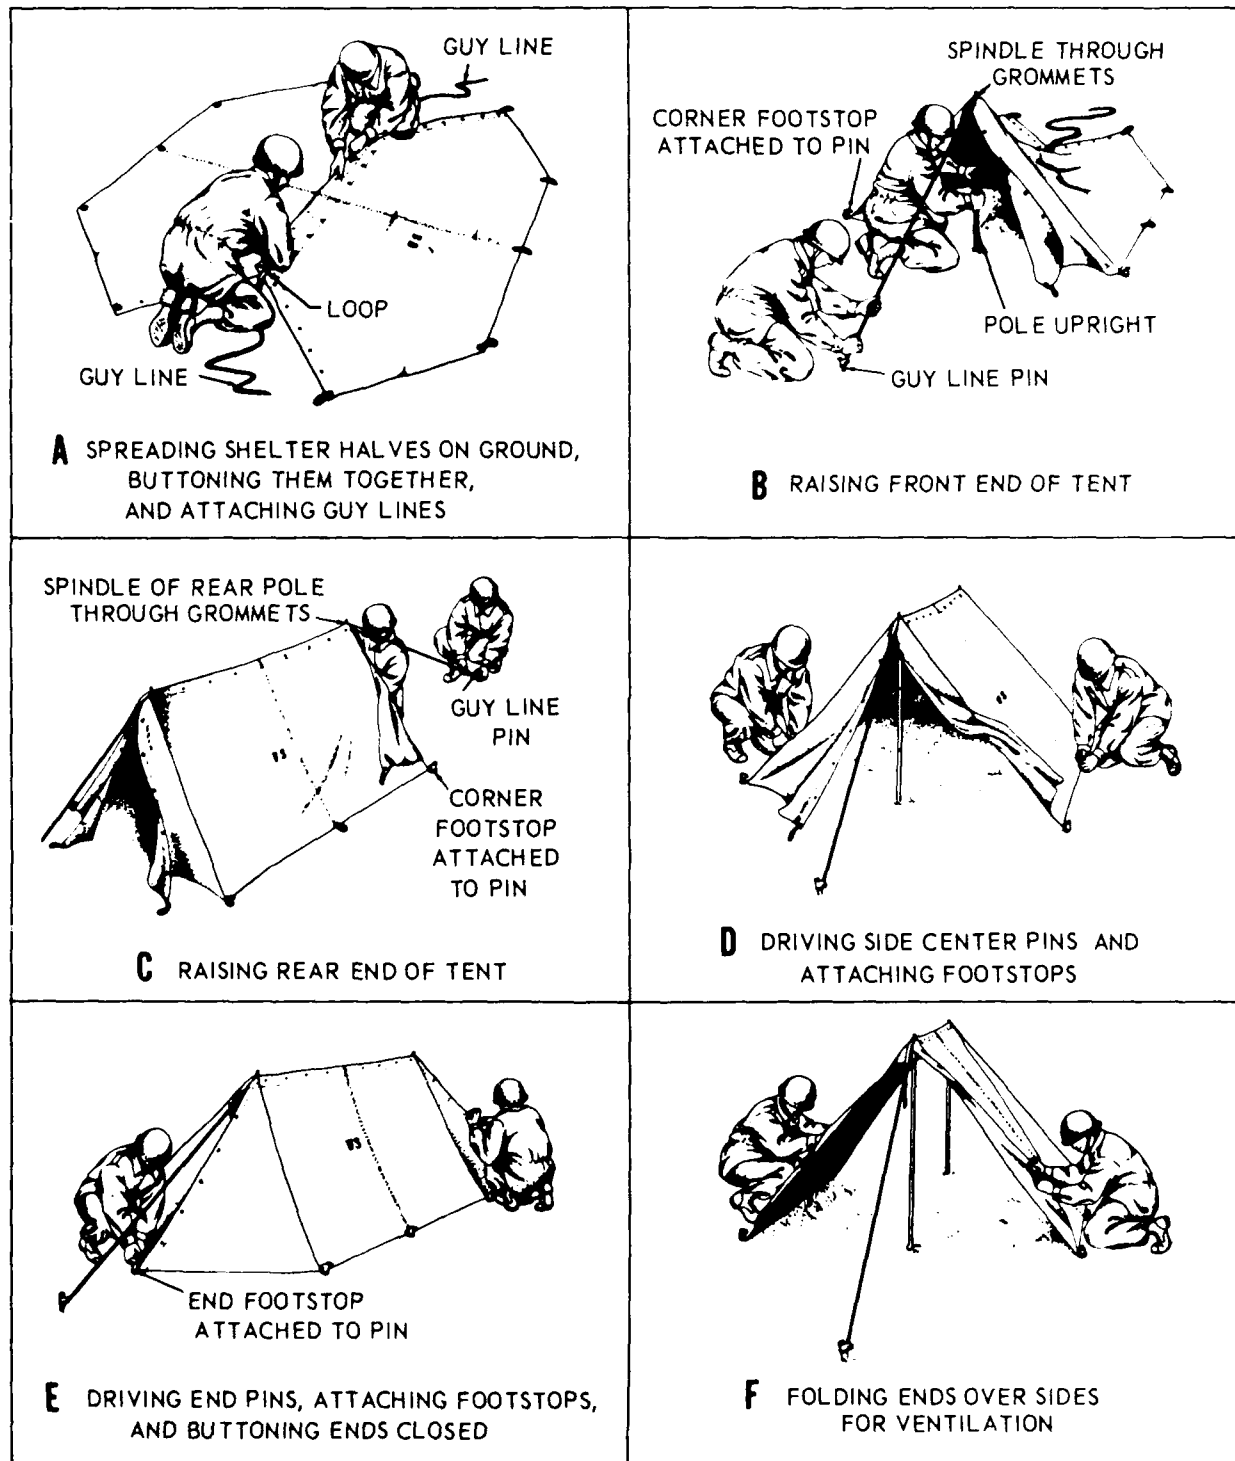 GUY LINE
LOOP
GUY LINE
A SPREADING SHELTER HALVES ON GROUND,
BUTTONING THEM TOGETHER,
AND ATTACHING GUY LINES
SPINDLE THROUGH
GROMMETS
CORNER FOOTSTOP
ATTACHED TO PIN
POLE UPRIGHT
GUY LINE PIN
B RAISING FRONT END OF TENT
SPINDLE OF REAR POLE
THROUGH GROMMETS
GUY LINE
PIN
US
CORNER
FOOTSTOP
ATTACHED
TO PIN
C RAISING REAR END OF TENT
D DRIVING SIDE CENTER PINS AND
ATTACHING FOOTSTOPS
US
END FOOTSTOP
ATTACHED TO PIN
E DRIVING END PINS, ATTACHING FOOTSTOPS,
AND BUTTONING ENDS CLOSED
F FOLDING ENDS OVER SIDES
FOR VENTILATION